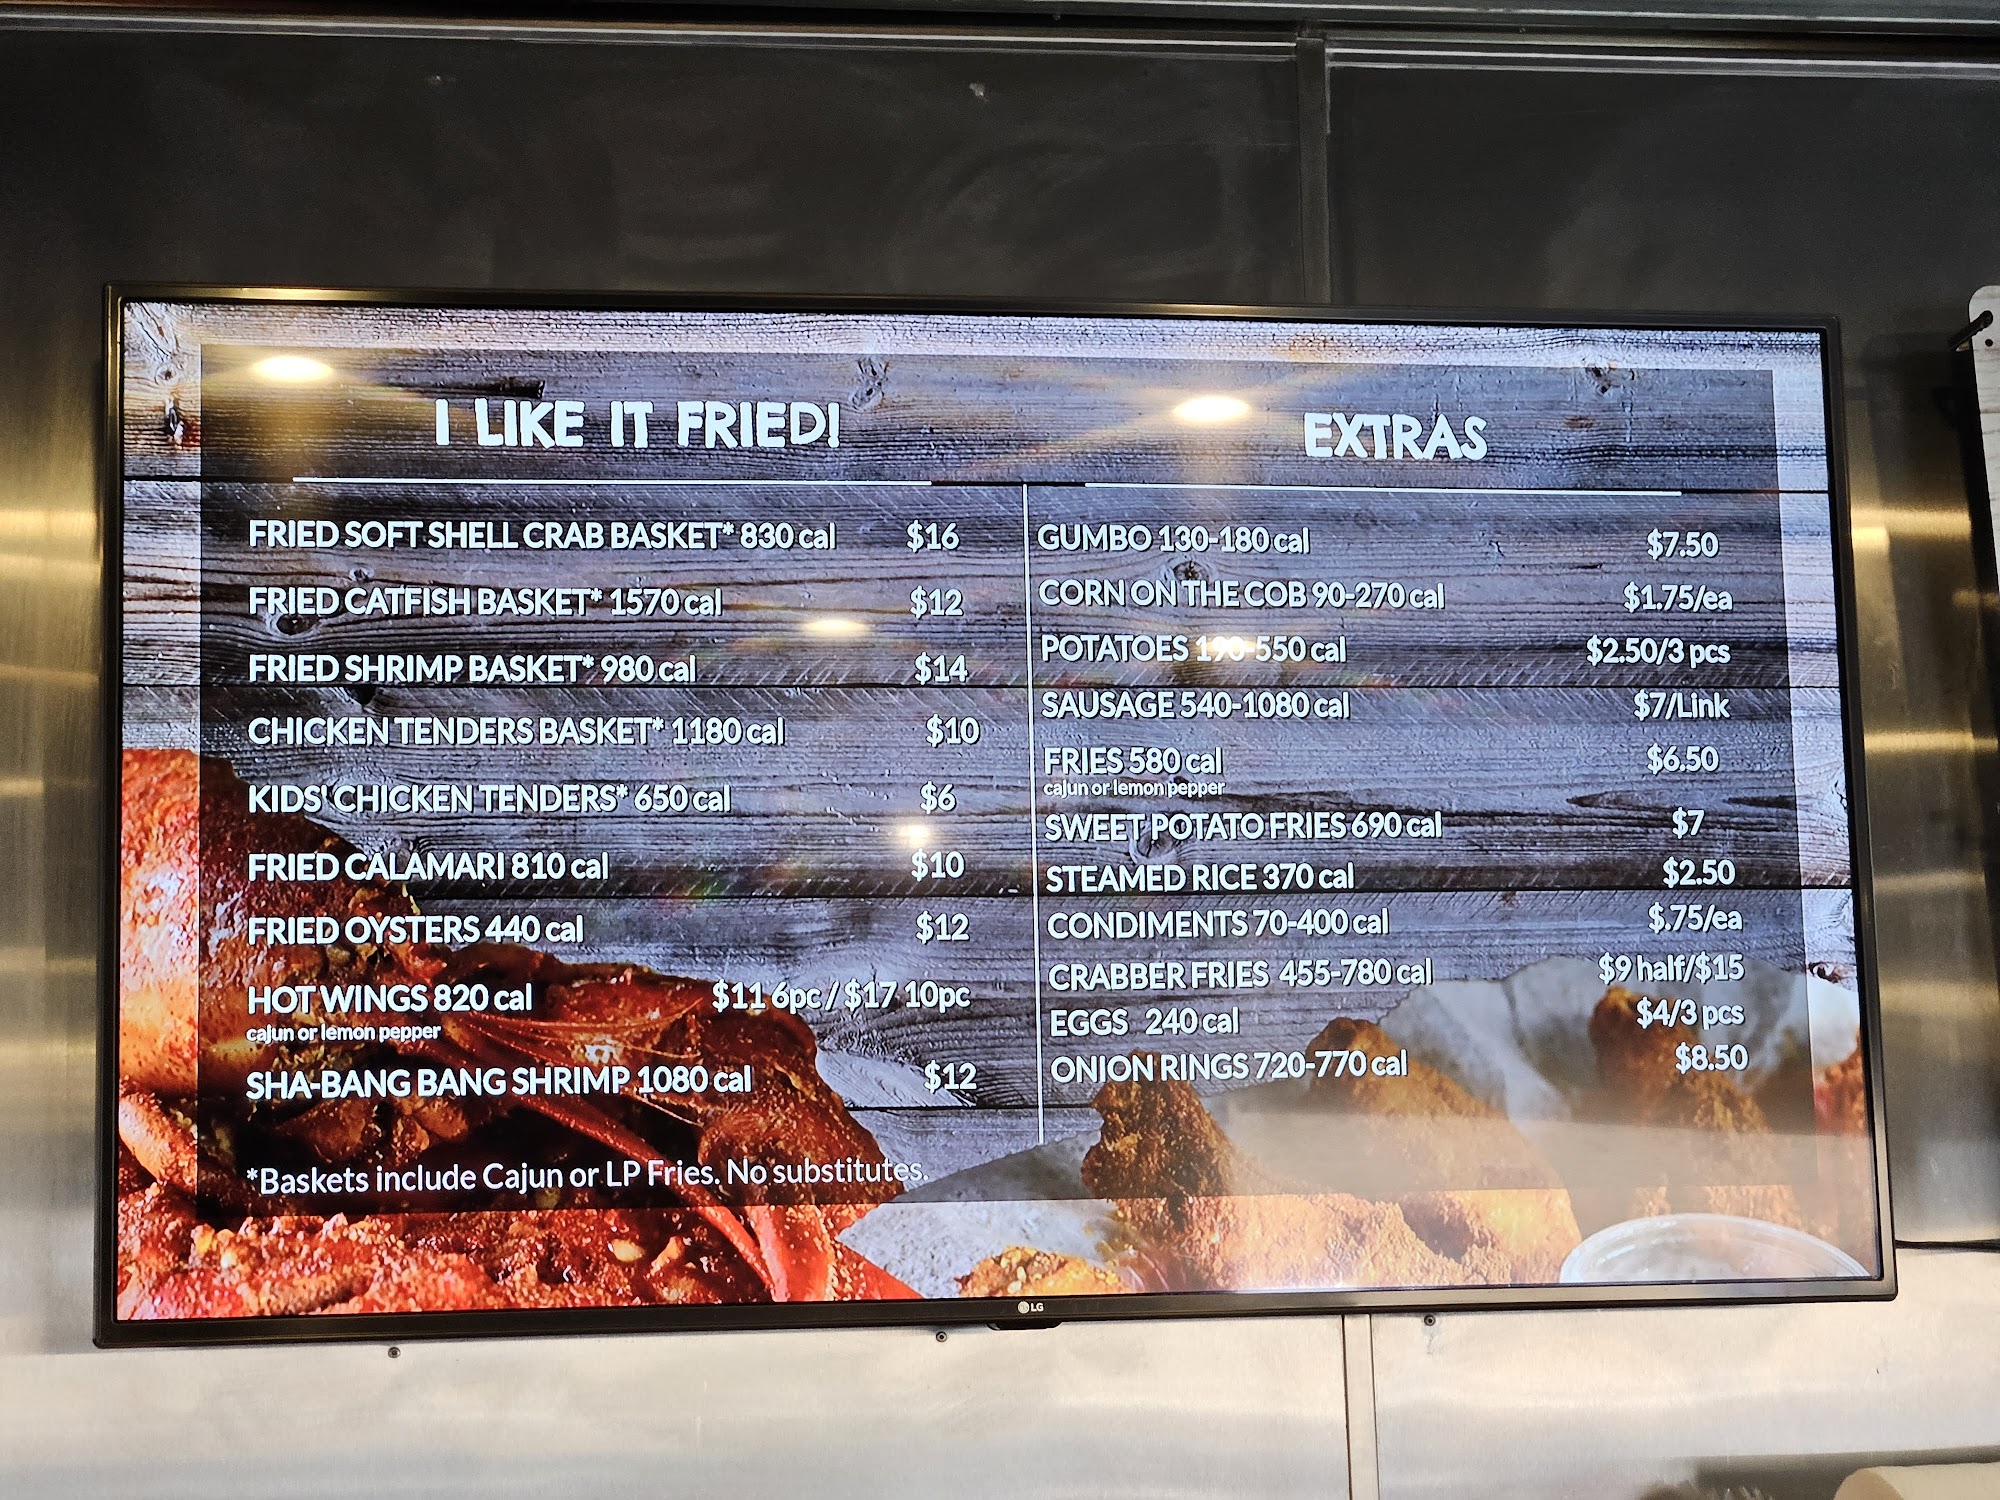 I LIKE IT FRIED!
FRIED SOFT SHELL CRAB BASKET* 830 cal $16
FRIED CATFISH BASKET* 1570 cal $12
FRIED SHRIMP BASKET* 980 cal $14
CHICKEN TENDERS BASKET* 1180 cal $10
KIDS' CHICKEN TENDERS* 650 cal $6
FRIED CALAMARI 810 cal $10
FRIED OYSTERS 440 cal $12
HOT WINGS 820 cal $11 6pc / $17 10pc
cajun or lemon pepper
SHA-BANG BANG SHRIMP 1080 cal $12
*Baskets include Cajun or LP Fries. No substitutes.
EXTRAS
GUMBO 130-180 cal $7.50
CORN ON THE COB 90-270 cal $1.75/ea
POTATOES 190-550 cal $2.50/3 pcs
SAUSAGE 540-1080 cal $7/Link
FRIES 580 cal $6.50
cajun or lemon pepper
SWEET POTATO FRIES 690 cal $7
STEAMED RICE 370 cal $2.50
CONDIMENTS 70-400 cal $.75/ea
CRABBER FRIES 455-780 cal $9 half/$15
EGGS 240 cal $4/3 pcs
ONION RINGS 720-770 cal $8.50
LG